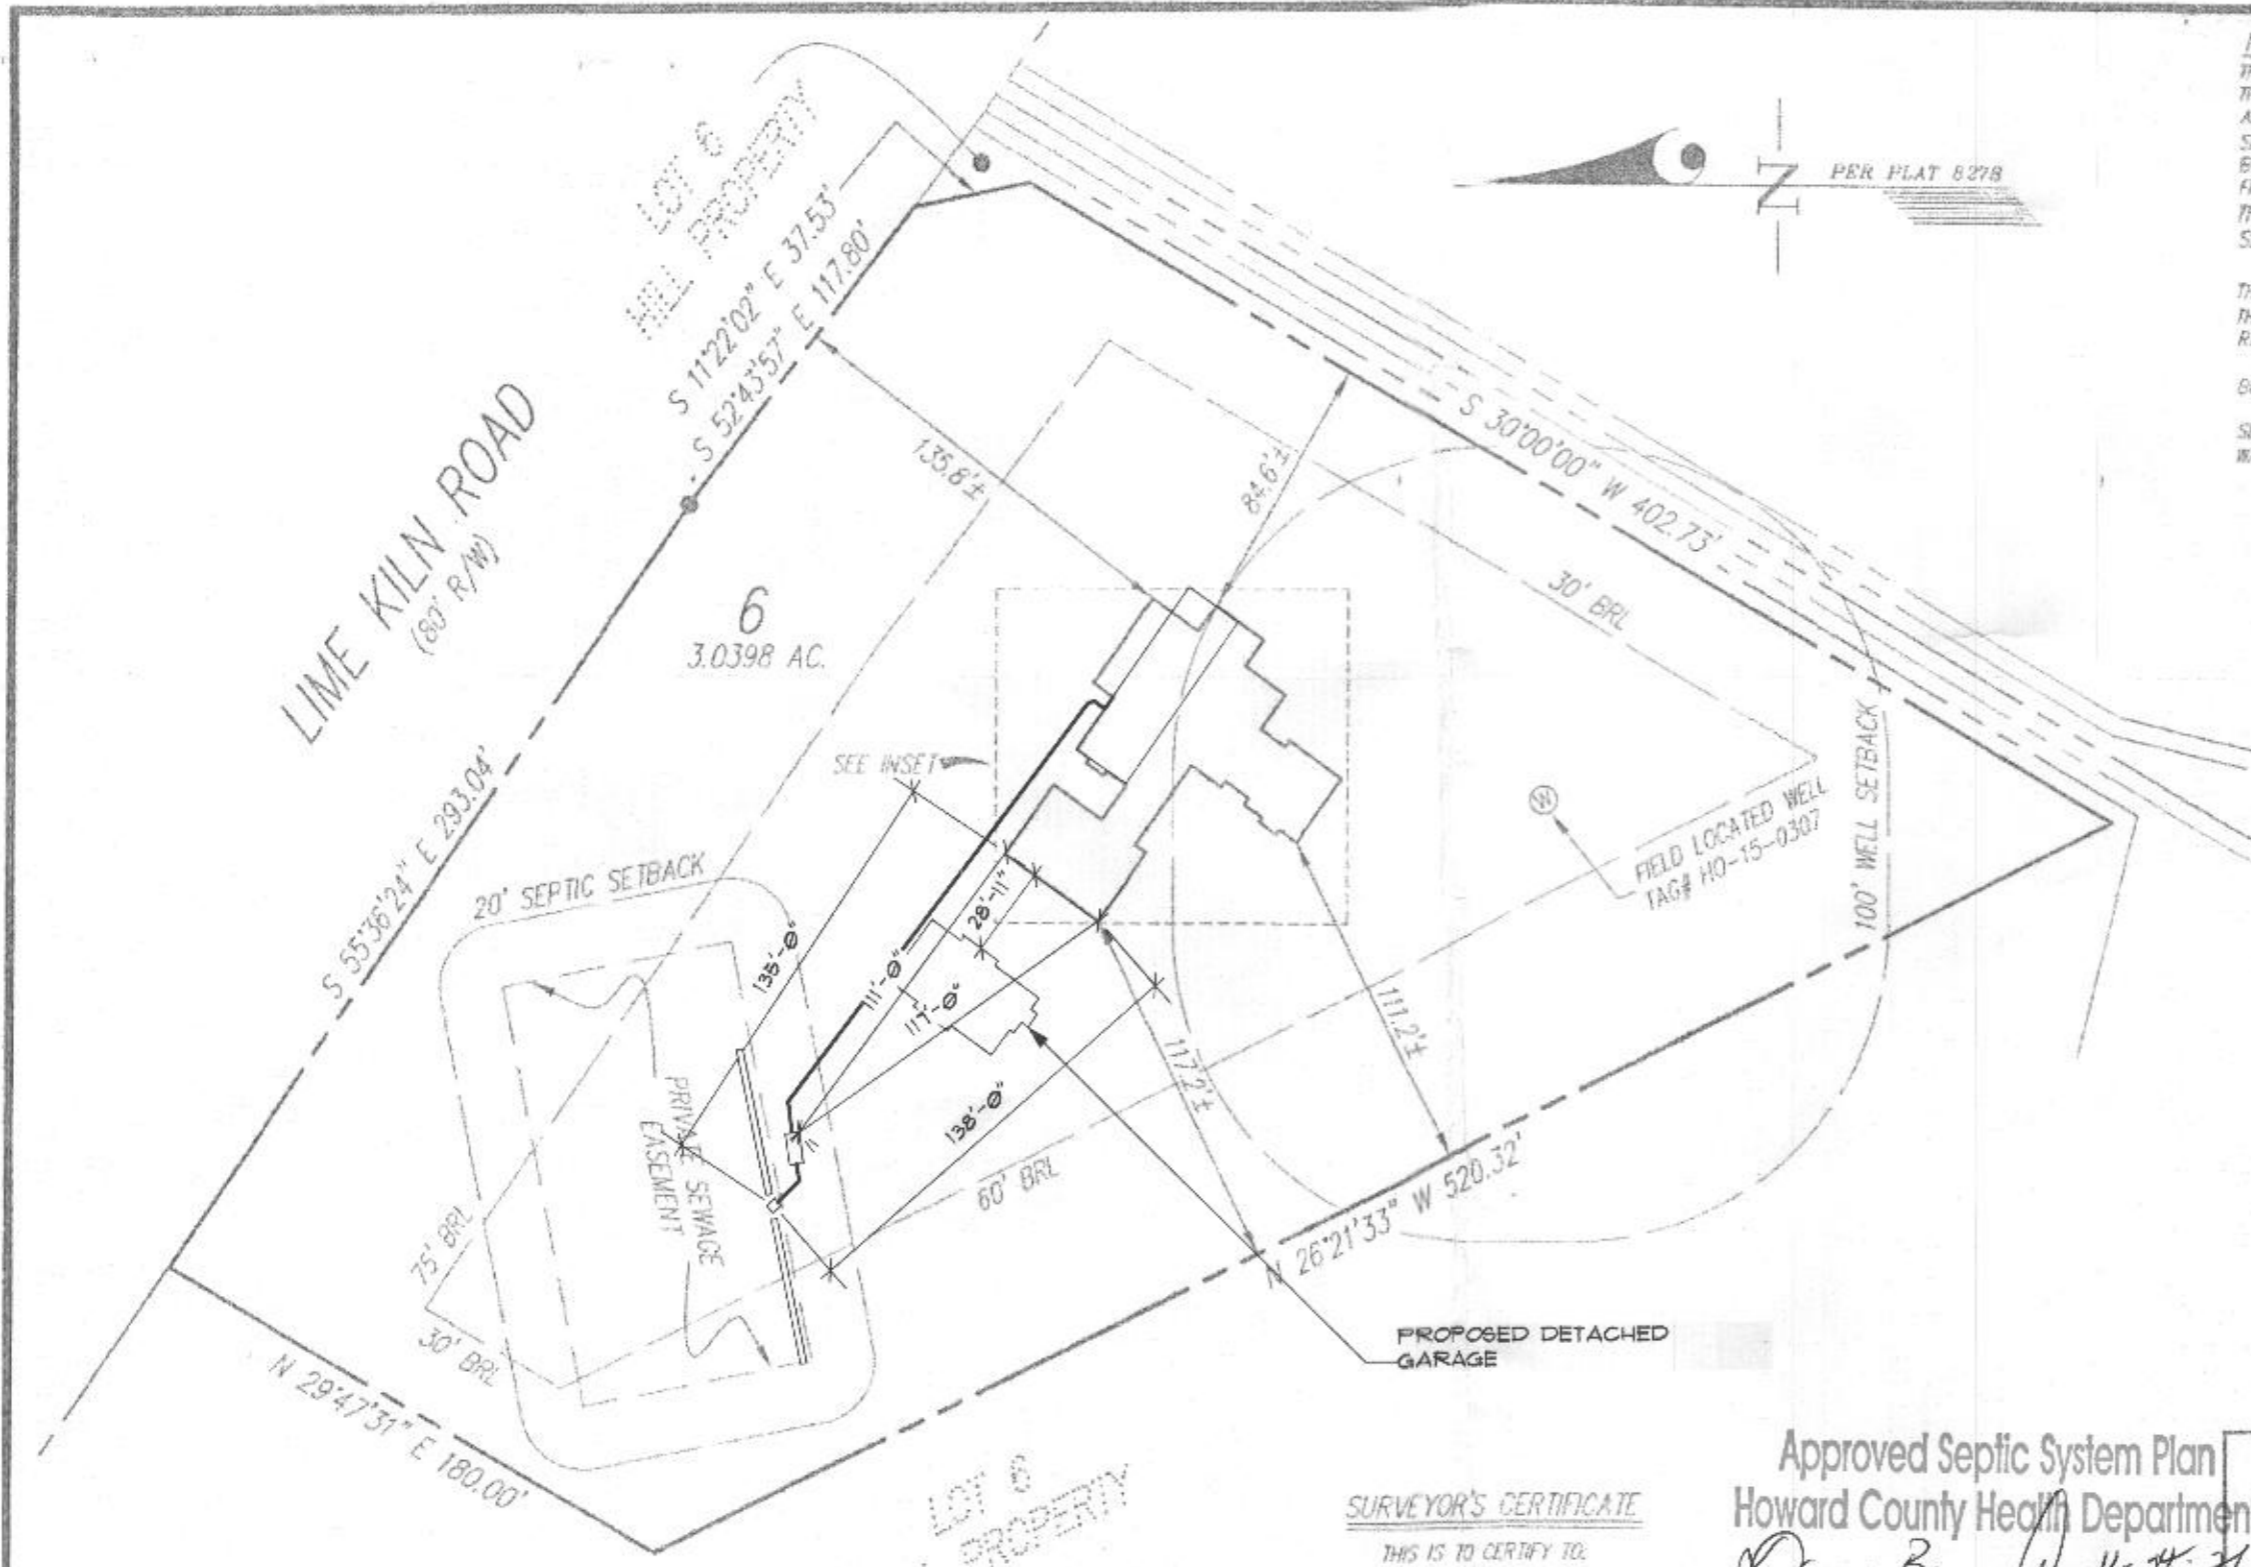 LOT 6
HILL PROPERTY
S 11°22'02" E 37.53'
S 52°43'57" E 117.80'
N
PER PLAT 8278
LIME KILN ROAD
(80' R/W)
135.8'±
84.6'±
S 30°00'00" W 402.73'
30' BRL
6
3.0398 AC.
SEE INSET
S 55°36'24" E 293.04'
20' SEPTIC SETBACK
W
FIELD LOCATED WELL
TAG# HO-15-0307
100' WELL SETBACK
28'-11"
135'-0"
111'-0"
117'-0"
111.2'±
117.2'±
138'-0"
PRIVATE SEWAGE
EASEMENT
60' BRL
75' BRL
30' BRL
N 26°21'33" W 520.32'
N 29°47'31" E 180.00'
PROPOSED DETACHED
GARAGE
LOT 6
PROPERTY
SURVEYOR'S CERTIFICATE
THIS IS TO CERTIFY TO:
Approved Septic System Plan
Howard County Health Departmen